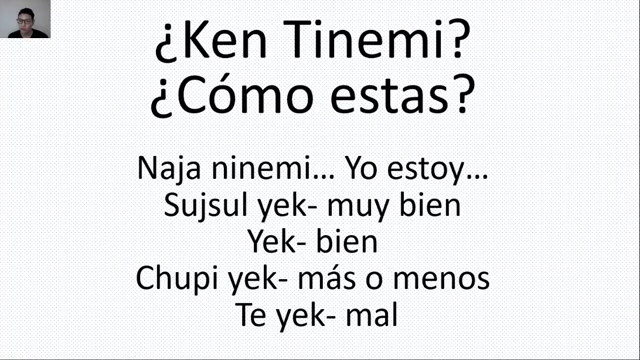 ¿Ken Tinemi?
¿Cómo estas?
Naja ninemi... Yo estoy...
Sujsul yek- muy bien
Yek- bien
Chupi yek- más o menos
Te yek- mal